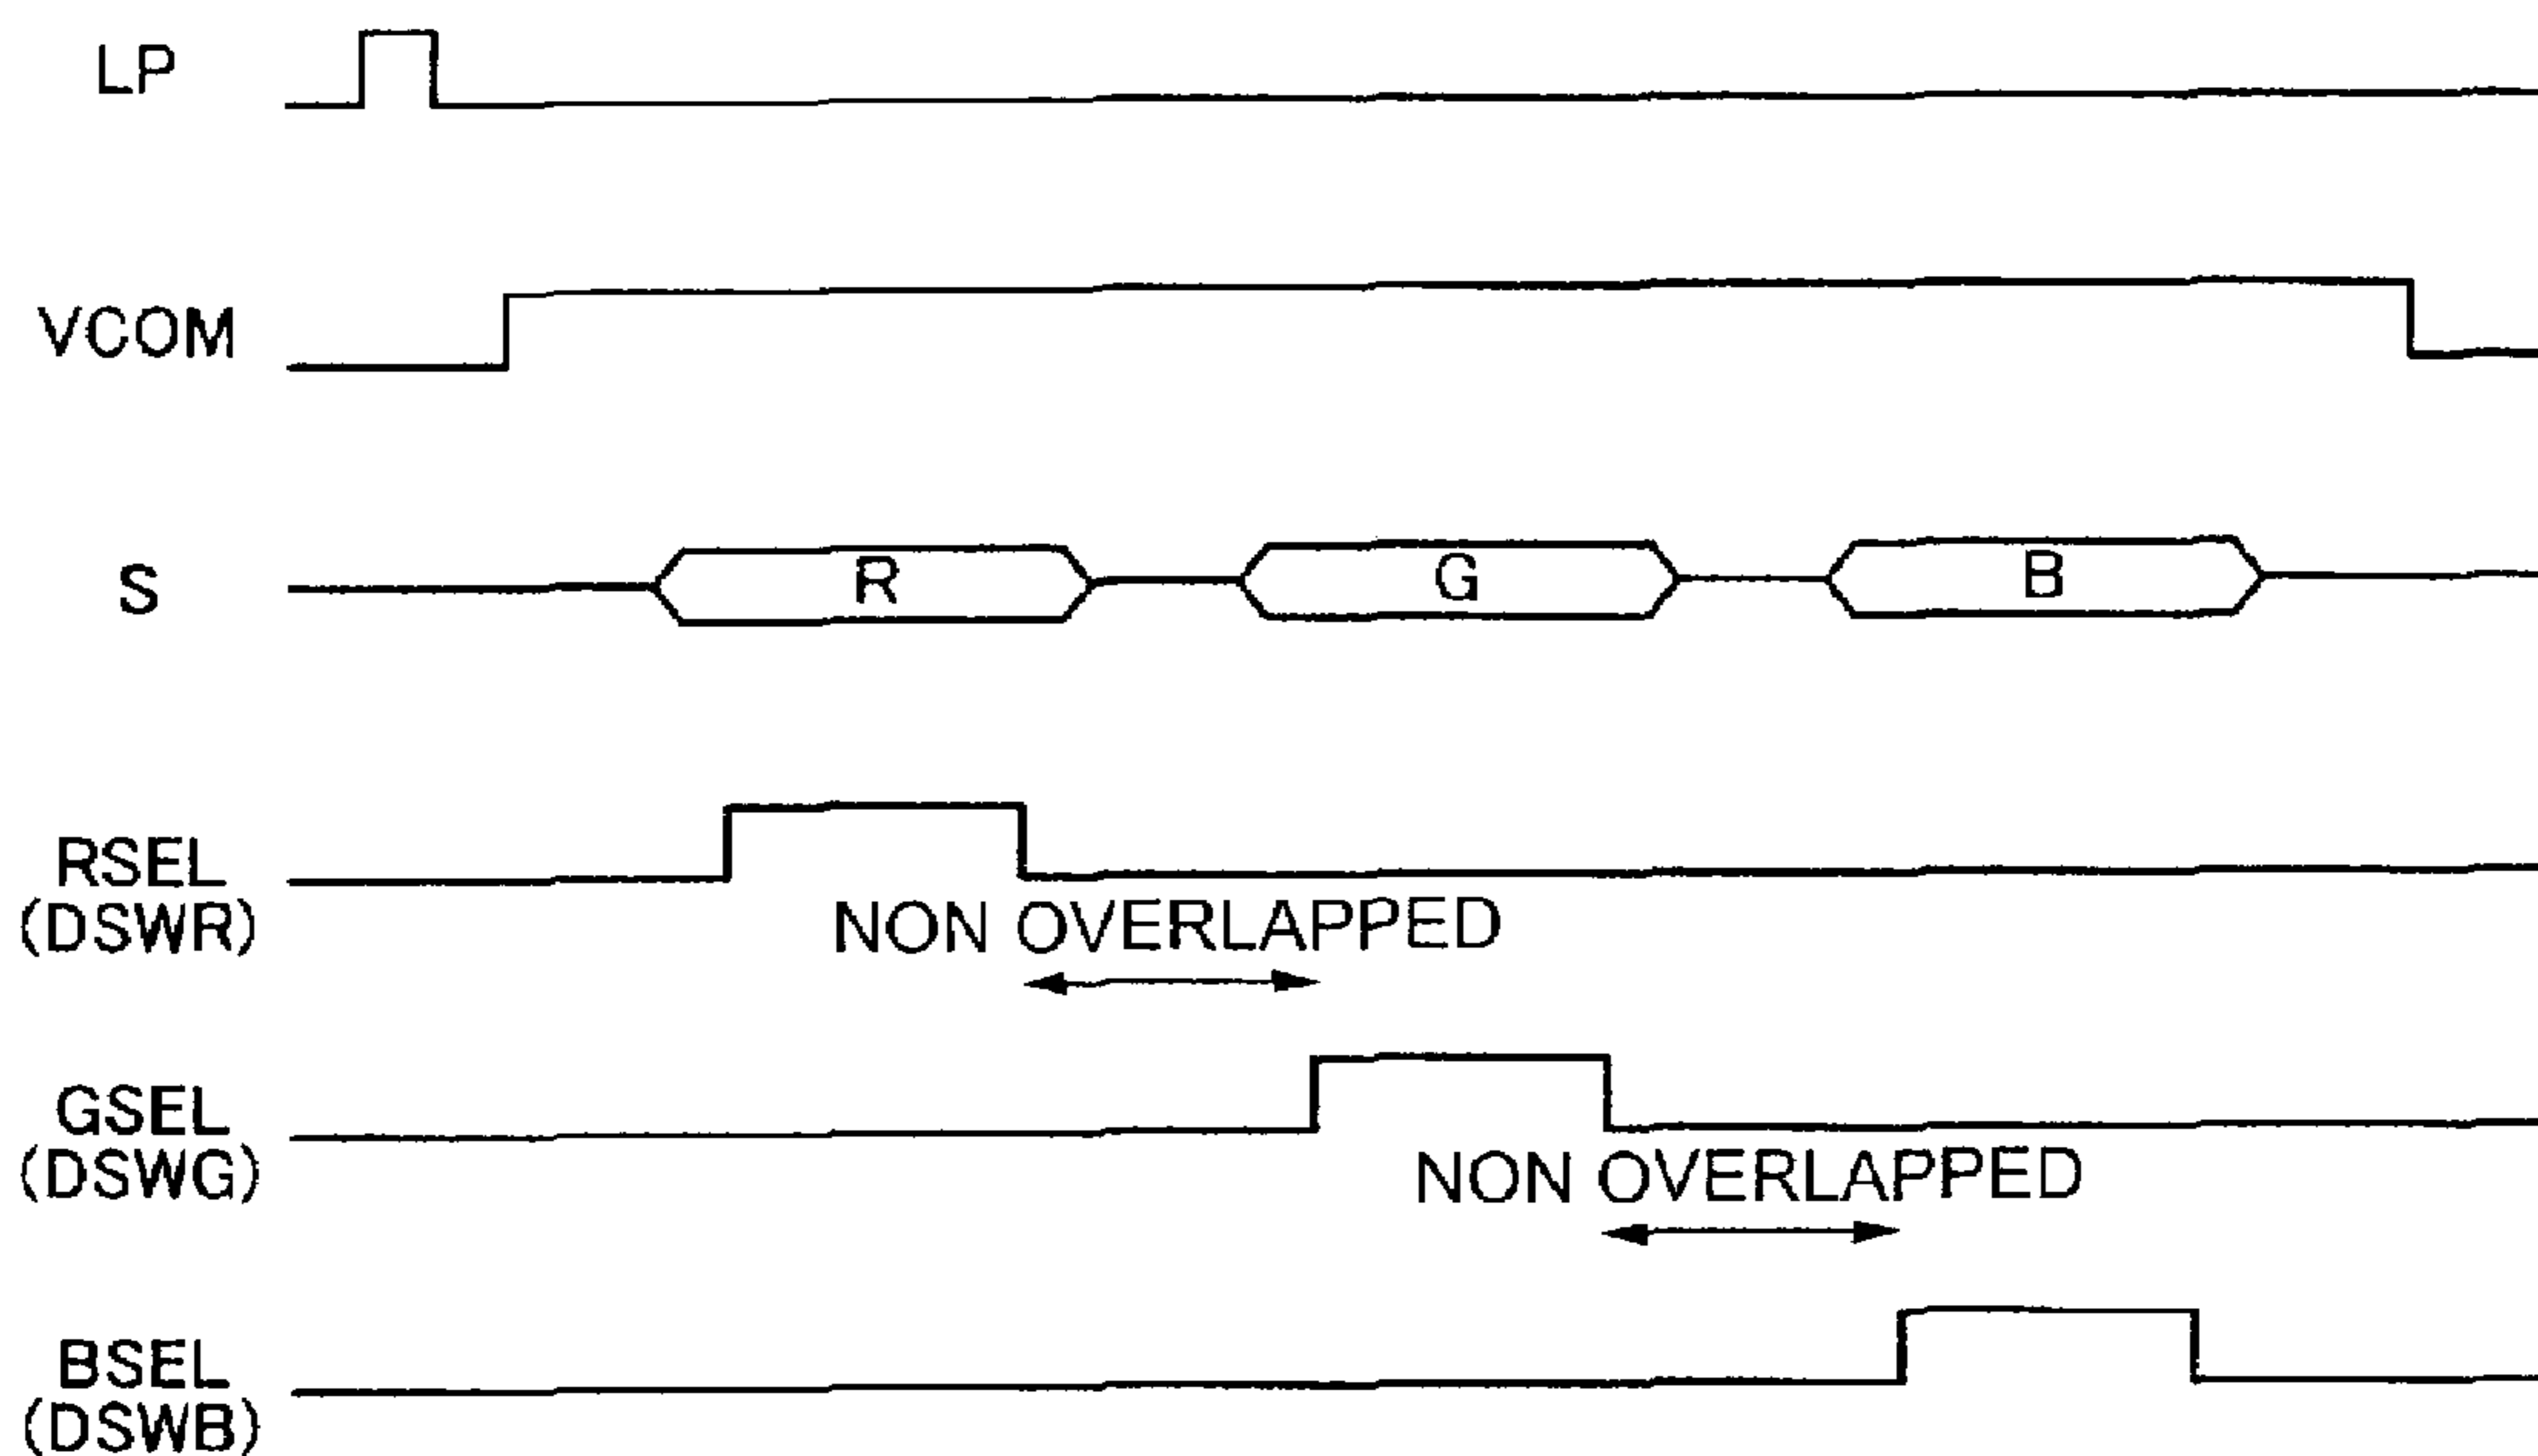 LP
VCOM
S
R
G
B
RSEL
(DSWR)
NON OVERLAPPED
GSEL
(DSWG)
NON OVERLAPPED
BSEL
(DSWB)